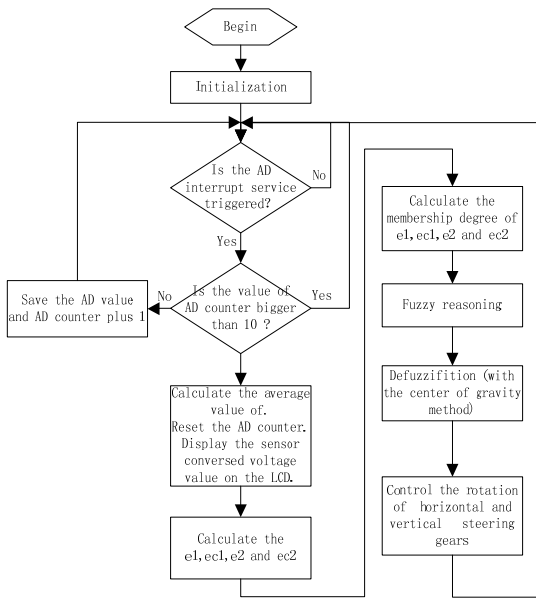 Begin
Initialization
Is the AD
interrupt service
triggered?
No
Yes
Is the value of
AD counter bigger
than 10 ?
No
Yes
Save the AD value
and AD counter plus 1
Calculate the average
value of.
Reset the AD counter.
Display the sensor
conversed voltage
value on the LCD.
Calculate the
e1,ec1,e2 and ec2
Calculate the
membership degree of
e1,ec1,e2 and ec2
Fuzzy reasoning
Defuzzifition (with
the center of gravity
method)
Control the rotation
of horizontal and
vertical steering
gears